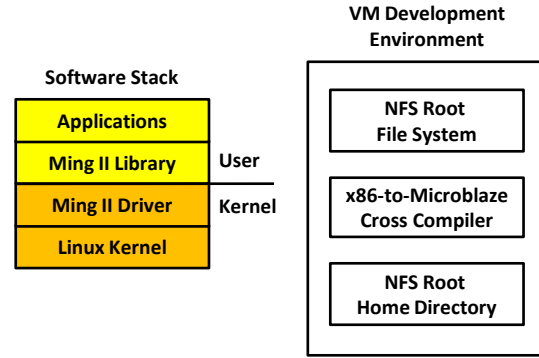 VM Development
Environment
Software Stack
Applications
Ming II Library
User
Ming II Driver
Kernel
Linux Kernel
NFS Root
File System
x86-to-Microblaze
Cross Compiler
NFS Root
Home Directory